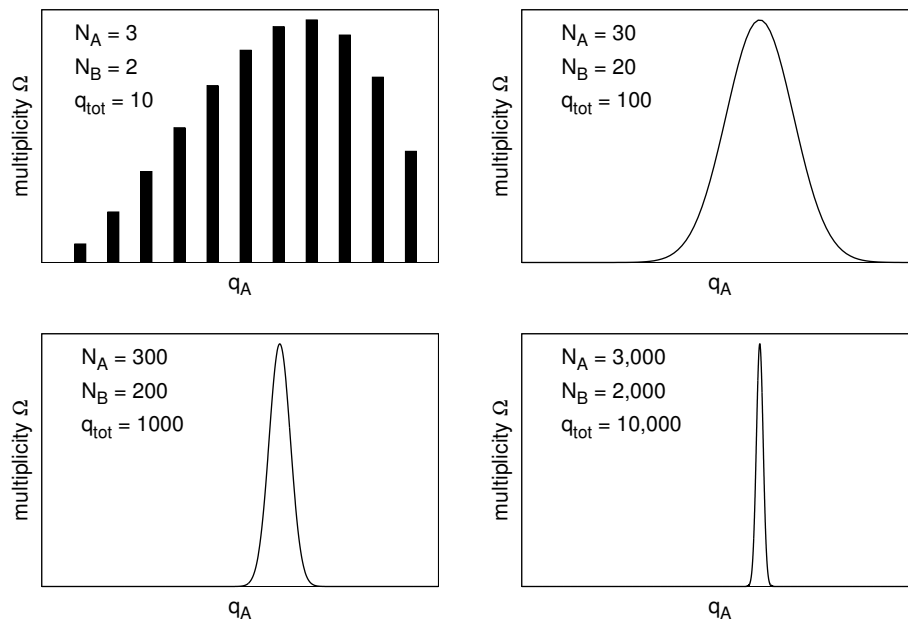 N_A = 3
N_B = 2
q_tot = 10
multiplicity Ω
q_A
N_A = 30
N_B = 20
q_tot = 100
multiplicity Ω
q_A
N_A = 300
N_B = 200
q_tot = 1000
multiplicity Ω
q_A
N_A = 3,000
N_B = 2,000
q_tot = 10,000
multiplicity Ω
q_A